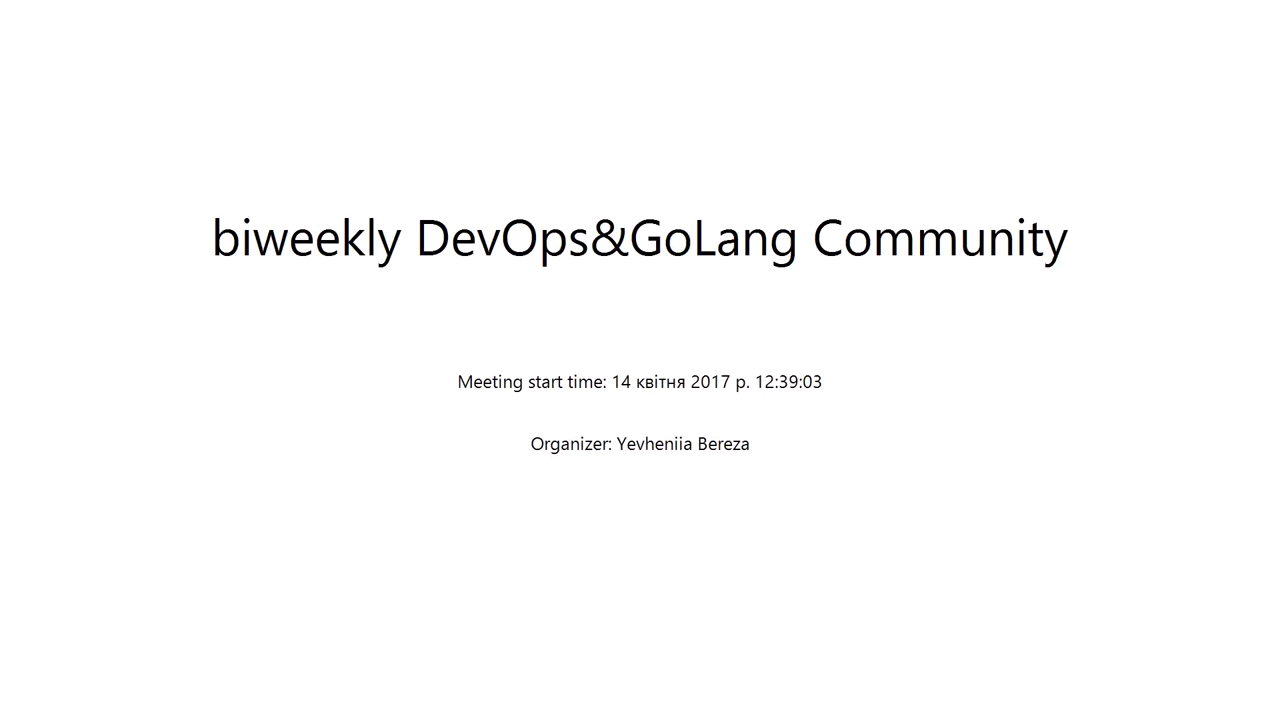 biweekly DevOps&GoLang Community
Meeting start time: 14 квітня 2017 р. 12:39:03
Organizer: Yevheniia Bereza